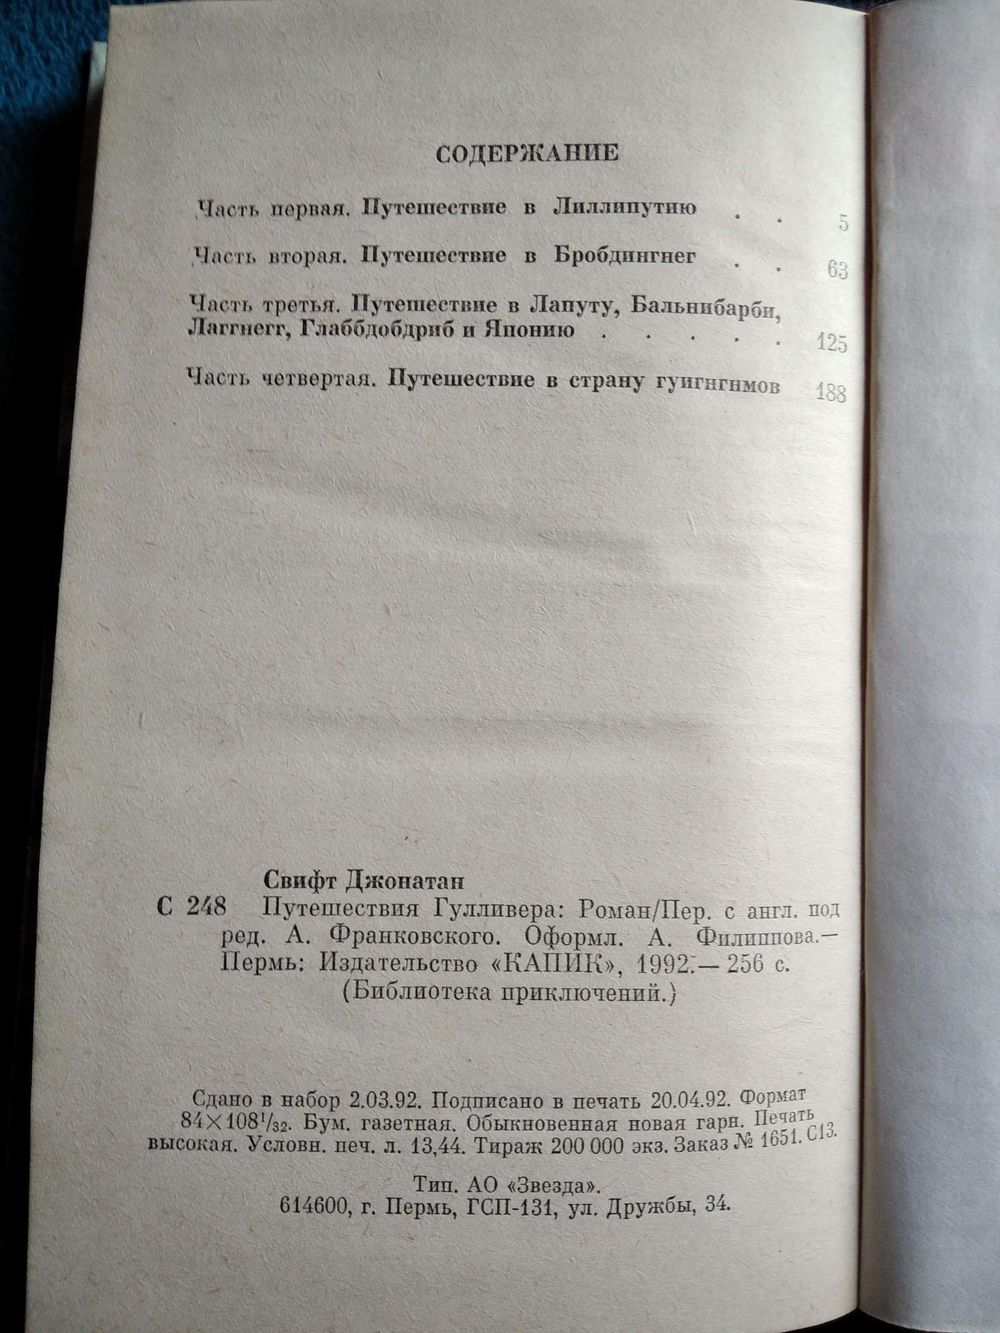 СОДЕРЖАНИЕ
Часть первая. Путешествие в Лиллипутию . . 5
Часть вторая. Путешествие в Бробдингнег . . 63
Часть третья. Путешествие в Лапуту, Бальнибарби,
Лаггнегг, Глаббдобдриб и Японию . . . . . 125
Часть четвертая. Путешествие в страну гуигнгнмов 188
Свифт Джонатан
С 248 Путешествия Гулливера: Роман/Пер. с англ. под
ред. А. Франковского. Оформл. А. Филиппова.—
Пермь: Издательство «КАПИК», 1992.— 256 с.
(Библиотека приключений.)
Сдано в набор 2.03.92. Подписано в печать 20.04.92. Формат
84×108¹/₃₂. Бум. газетная. Обыкновенная новая гарн. Печать
высокая. Условн. печ. л. 13,44. Тираж 200 000 экз. Заказ № 1651. С13.
Тип. АО «Звезда».
614600, г. Пермь, ГСП-131, ул. Дружбы, 34.